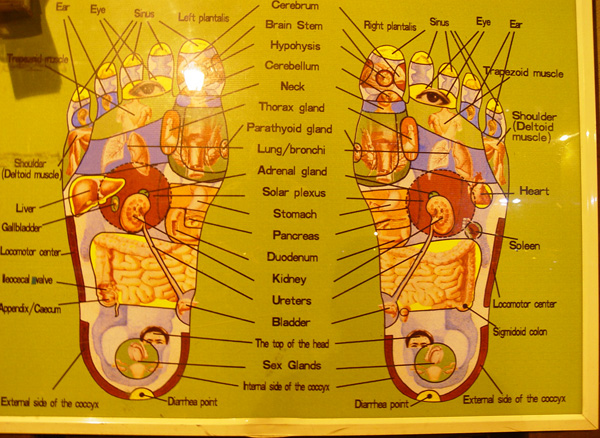 Ear
Eye
Sinus
Left plantalis
Cerebrum
Right plantalis
Sinus
Eye
Ear
Brain Stem
Hypohysis
Cerebellum
Neck
Thorax gland
Parathyoid gland
Lung/bronchi
Adrenal gland
Solar plexus
Stomach
Pancreas
Duodenum
Kidney
Ureters
Bladder
The top of the head
Sex Glands
Internal side of the coccyx
Shoulder
(Deltoid muscle)
Liver
Gallbladder
Locomotor center
Ileocecal valve
Appendix/Caecum
External side of the coccyx
Diarrhea point
Trapezoid muscle
Shoulder
(Deltoid
muscle)
Heart
Spleen
Locomotor center
Sigmidoid colon
External side of the coccyx
Diarrhea point